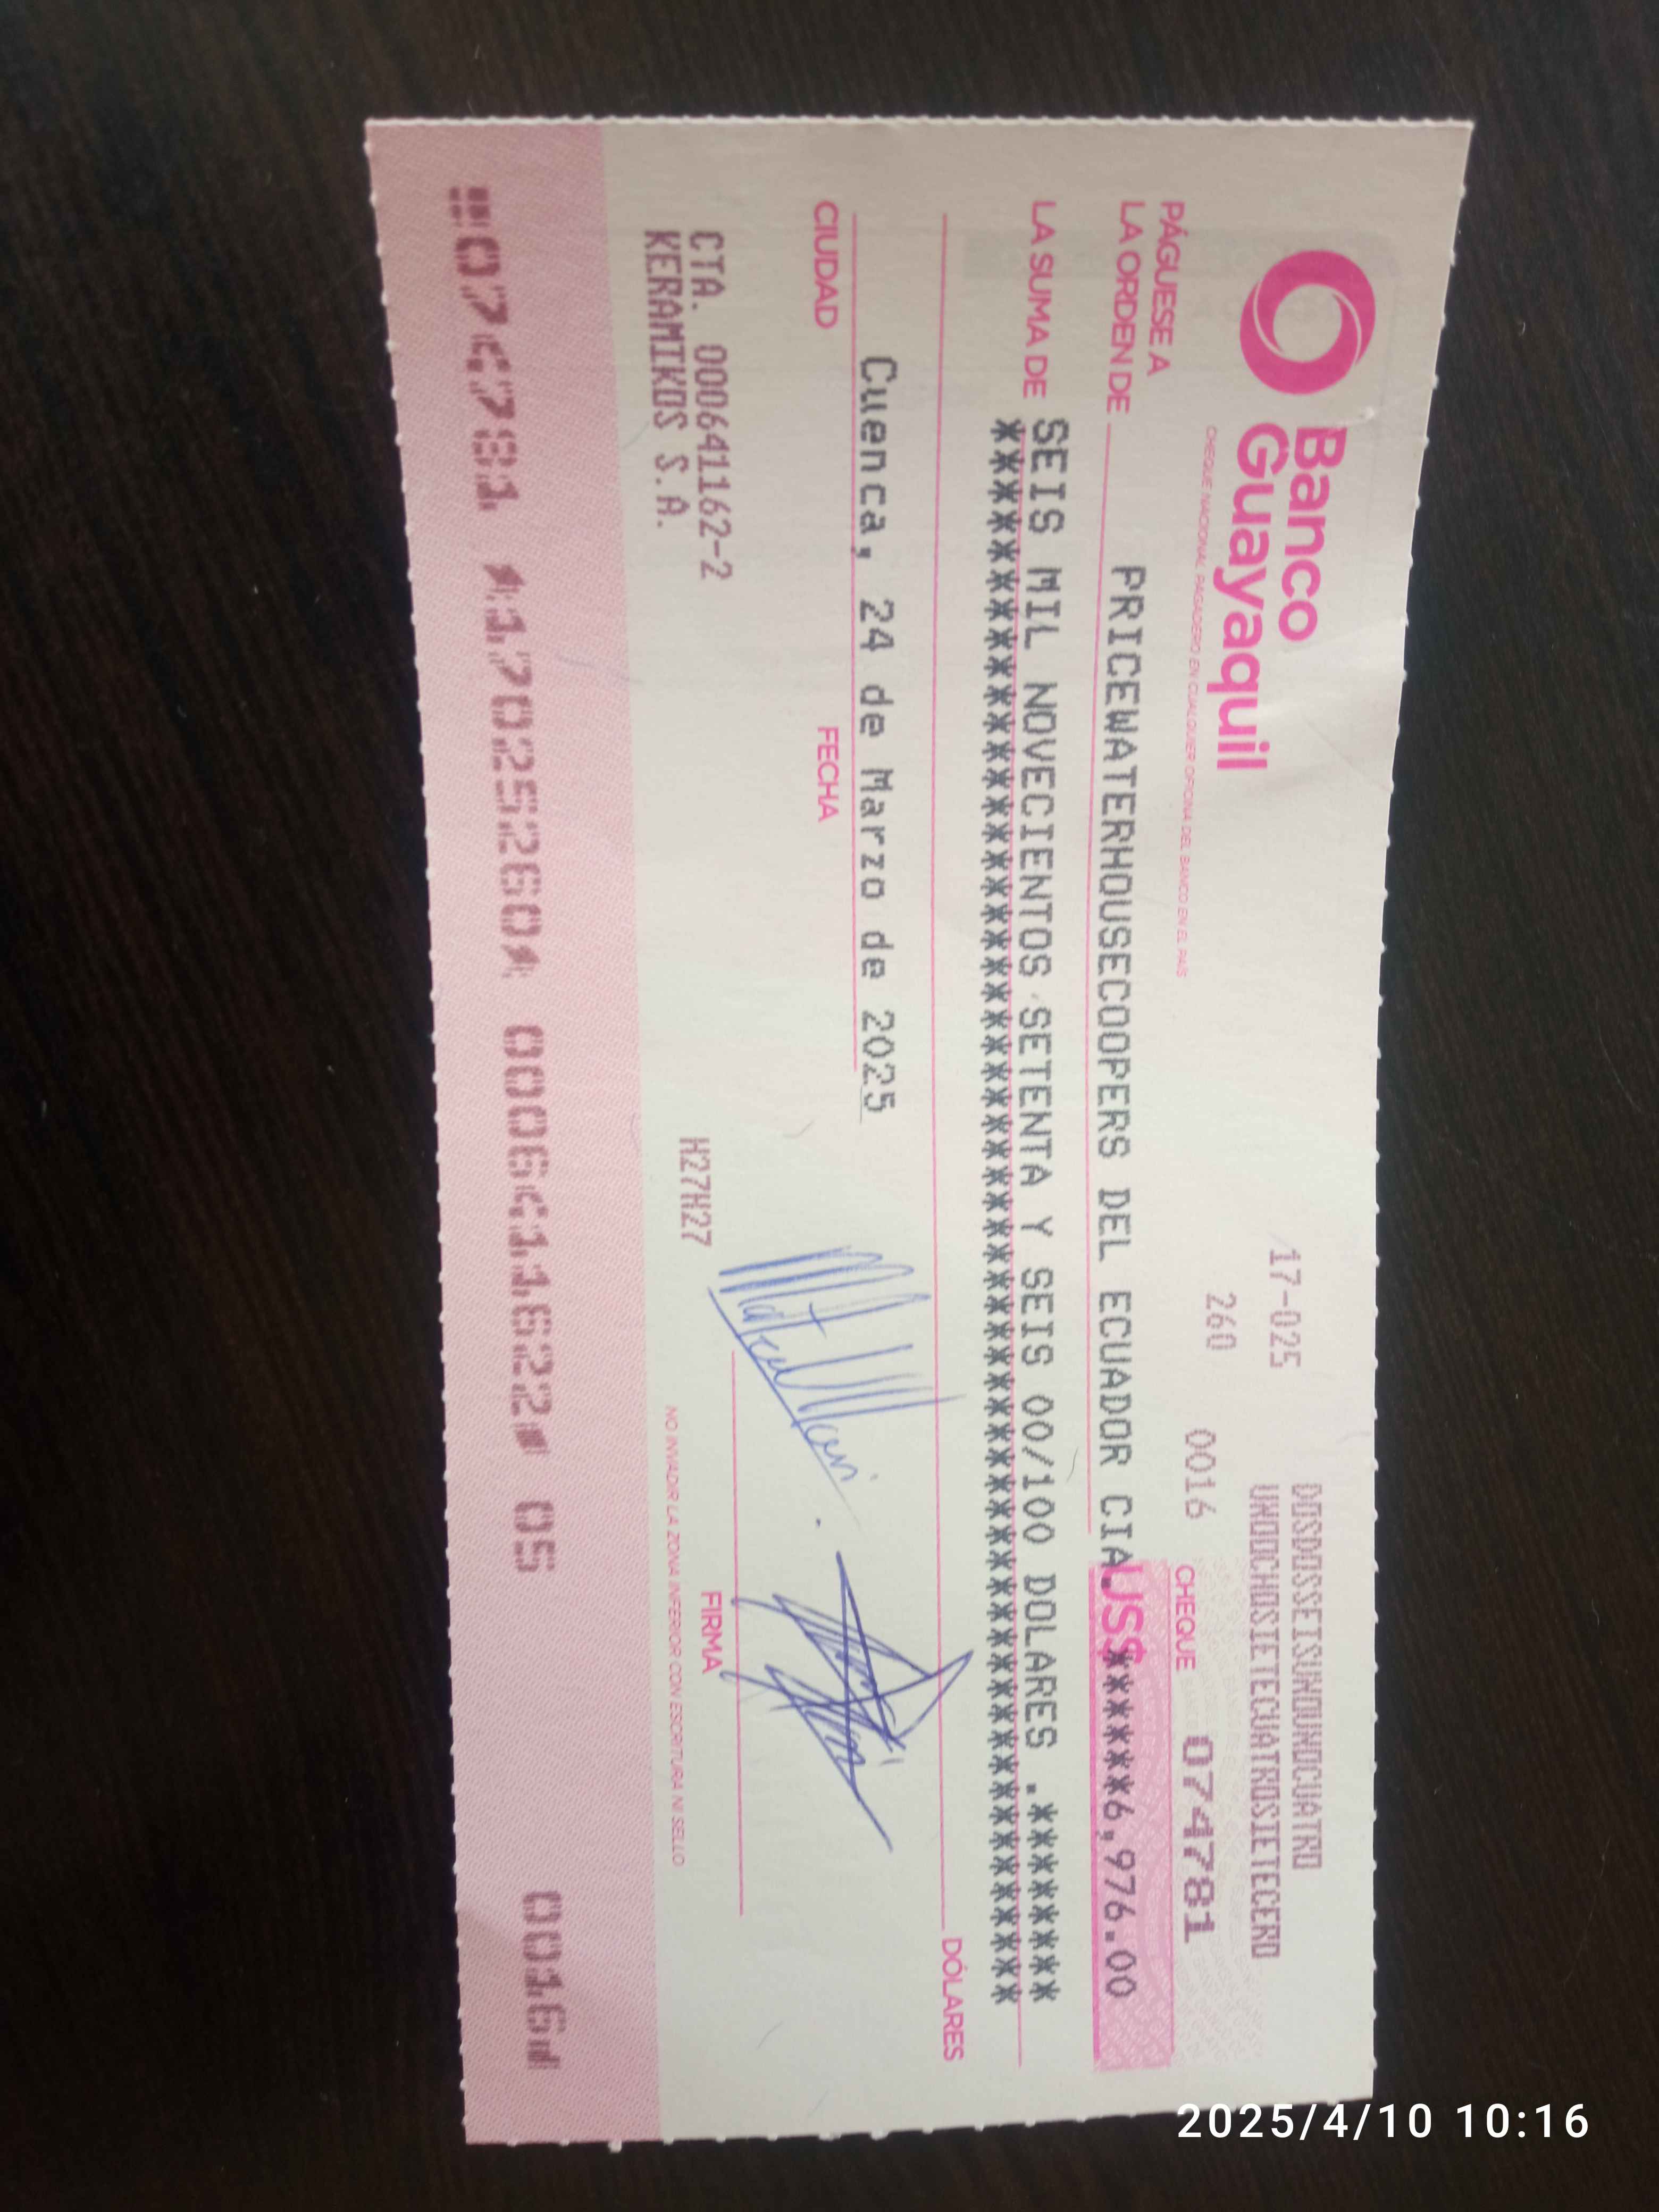 Banco
Guayaquil
CHEQUE NACIONAL PAGADERO EN CUALQUIER OFICINA DEL BANCO EN EL PAÍS
17-025
260
0016
DOSDOSSEISUNOUNOCUATRO
UNOOCHOSIETECUATROSIETECERO
CHEQUE 074781
PÁGUESE A
LA ORDEN DE PRICEWATERHOUSECOOPERS DEL ECUADOR CIA. US$*******6,976.00
LA SUMA DE SEIS MIL NOVECIENTOS SETENTA Y SEIS 00/100 DOLARES .*******
DÓLARES
Cuenca, 24 de Marzo de 2025
CIUDAD FECHA
CTA. 000641162-2
KERAMIKOS S.A.
H27H27
FIRMA
NO INVADIR LA ZONA INFERIOR CON ESCRITURA NI SELLO
074781 17025260 0006411622 05 0016
2025/4/10 10:16